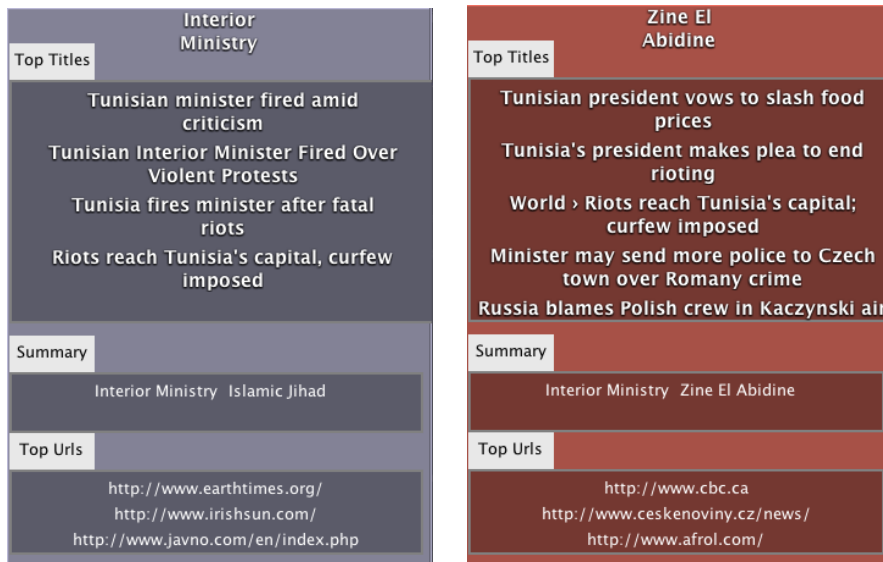 Interior
Ministry
Top Titles
Tunisian minister fired amid
criticism
Tunisian Interior Minister Fired Over
Violent Protests
Tunisia fires minister after fatal
riots
Riots reach Tunisia's capital, curfew
imposed
Summary
Interior Ministry Islamic Jihad
Top Urls
http://www.earthtimes.org/
http://www.irishsun.com/
http://www.javno.com/en/index.php
Zine El
Abidine
Top Titles
Tunisian president vows to slash food
prices
Tunisia's president makes plea to end
rioting
World › Riots reach Tunisia's capital;
curfew imposed
Minister may send more police to Czech
town over Romany crime
Russia blames Polish crew in Kaczynski air
Summary
Interior Ministry Zine El Abidine
Top Urls
http://www.cbc.ca
http://www.ceskenoviny.cz/news/
http://www.afrol.com/